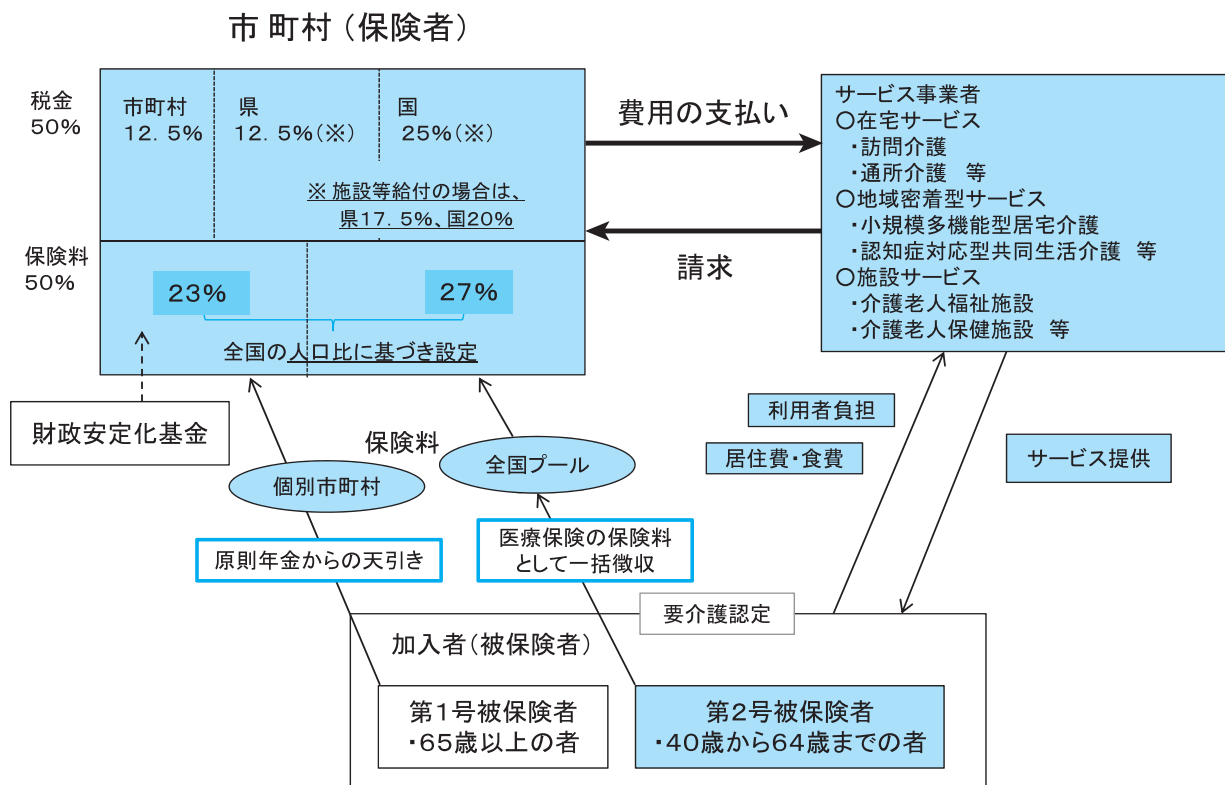 市町村(保険者)
税金
50%
市町村
12.5%
県
12.5%(※)
国
25%(※)
※ 施設等給付の場合は、
県17.5%、国20%
保険料
50%
23%
27%
全国の人口比に基づき設定
財政安定化基金
費用の支払い
請求
サービス事業者
○在宅サービス
・訪問介護
・通所介護 等
○地域密着型サービス
・小規模多機能型居宅介護
・認知症対応型共同生活介護 等
○施設サービス
・介護老人福祉施設
・介護老人保健施設 等
保険料
個別市町村
全国プール
原則年金からの天引き
医療保険の保険料
として一括徴収
利用者負担
居住費・食費
サービス提供
要介護認定
加入者(被保険者)
第1号被保険者
・65歳以上の者
第2号被保険者
・40歳から64歳までの者